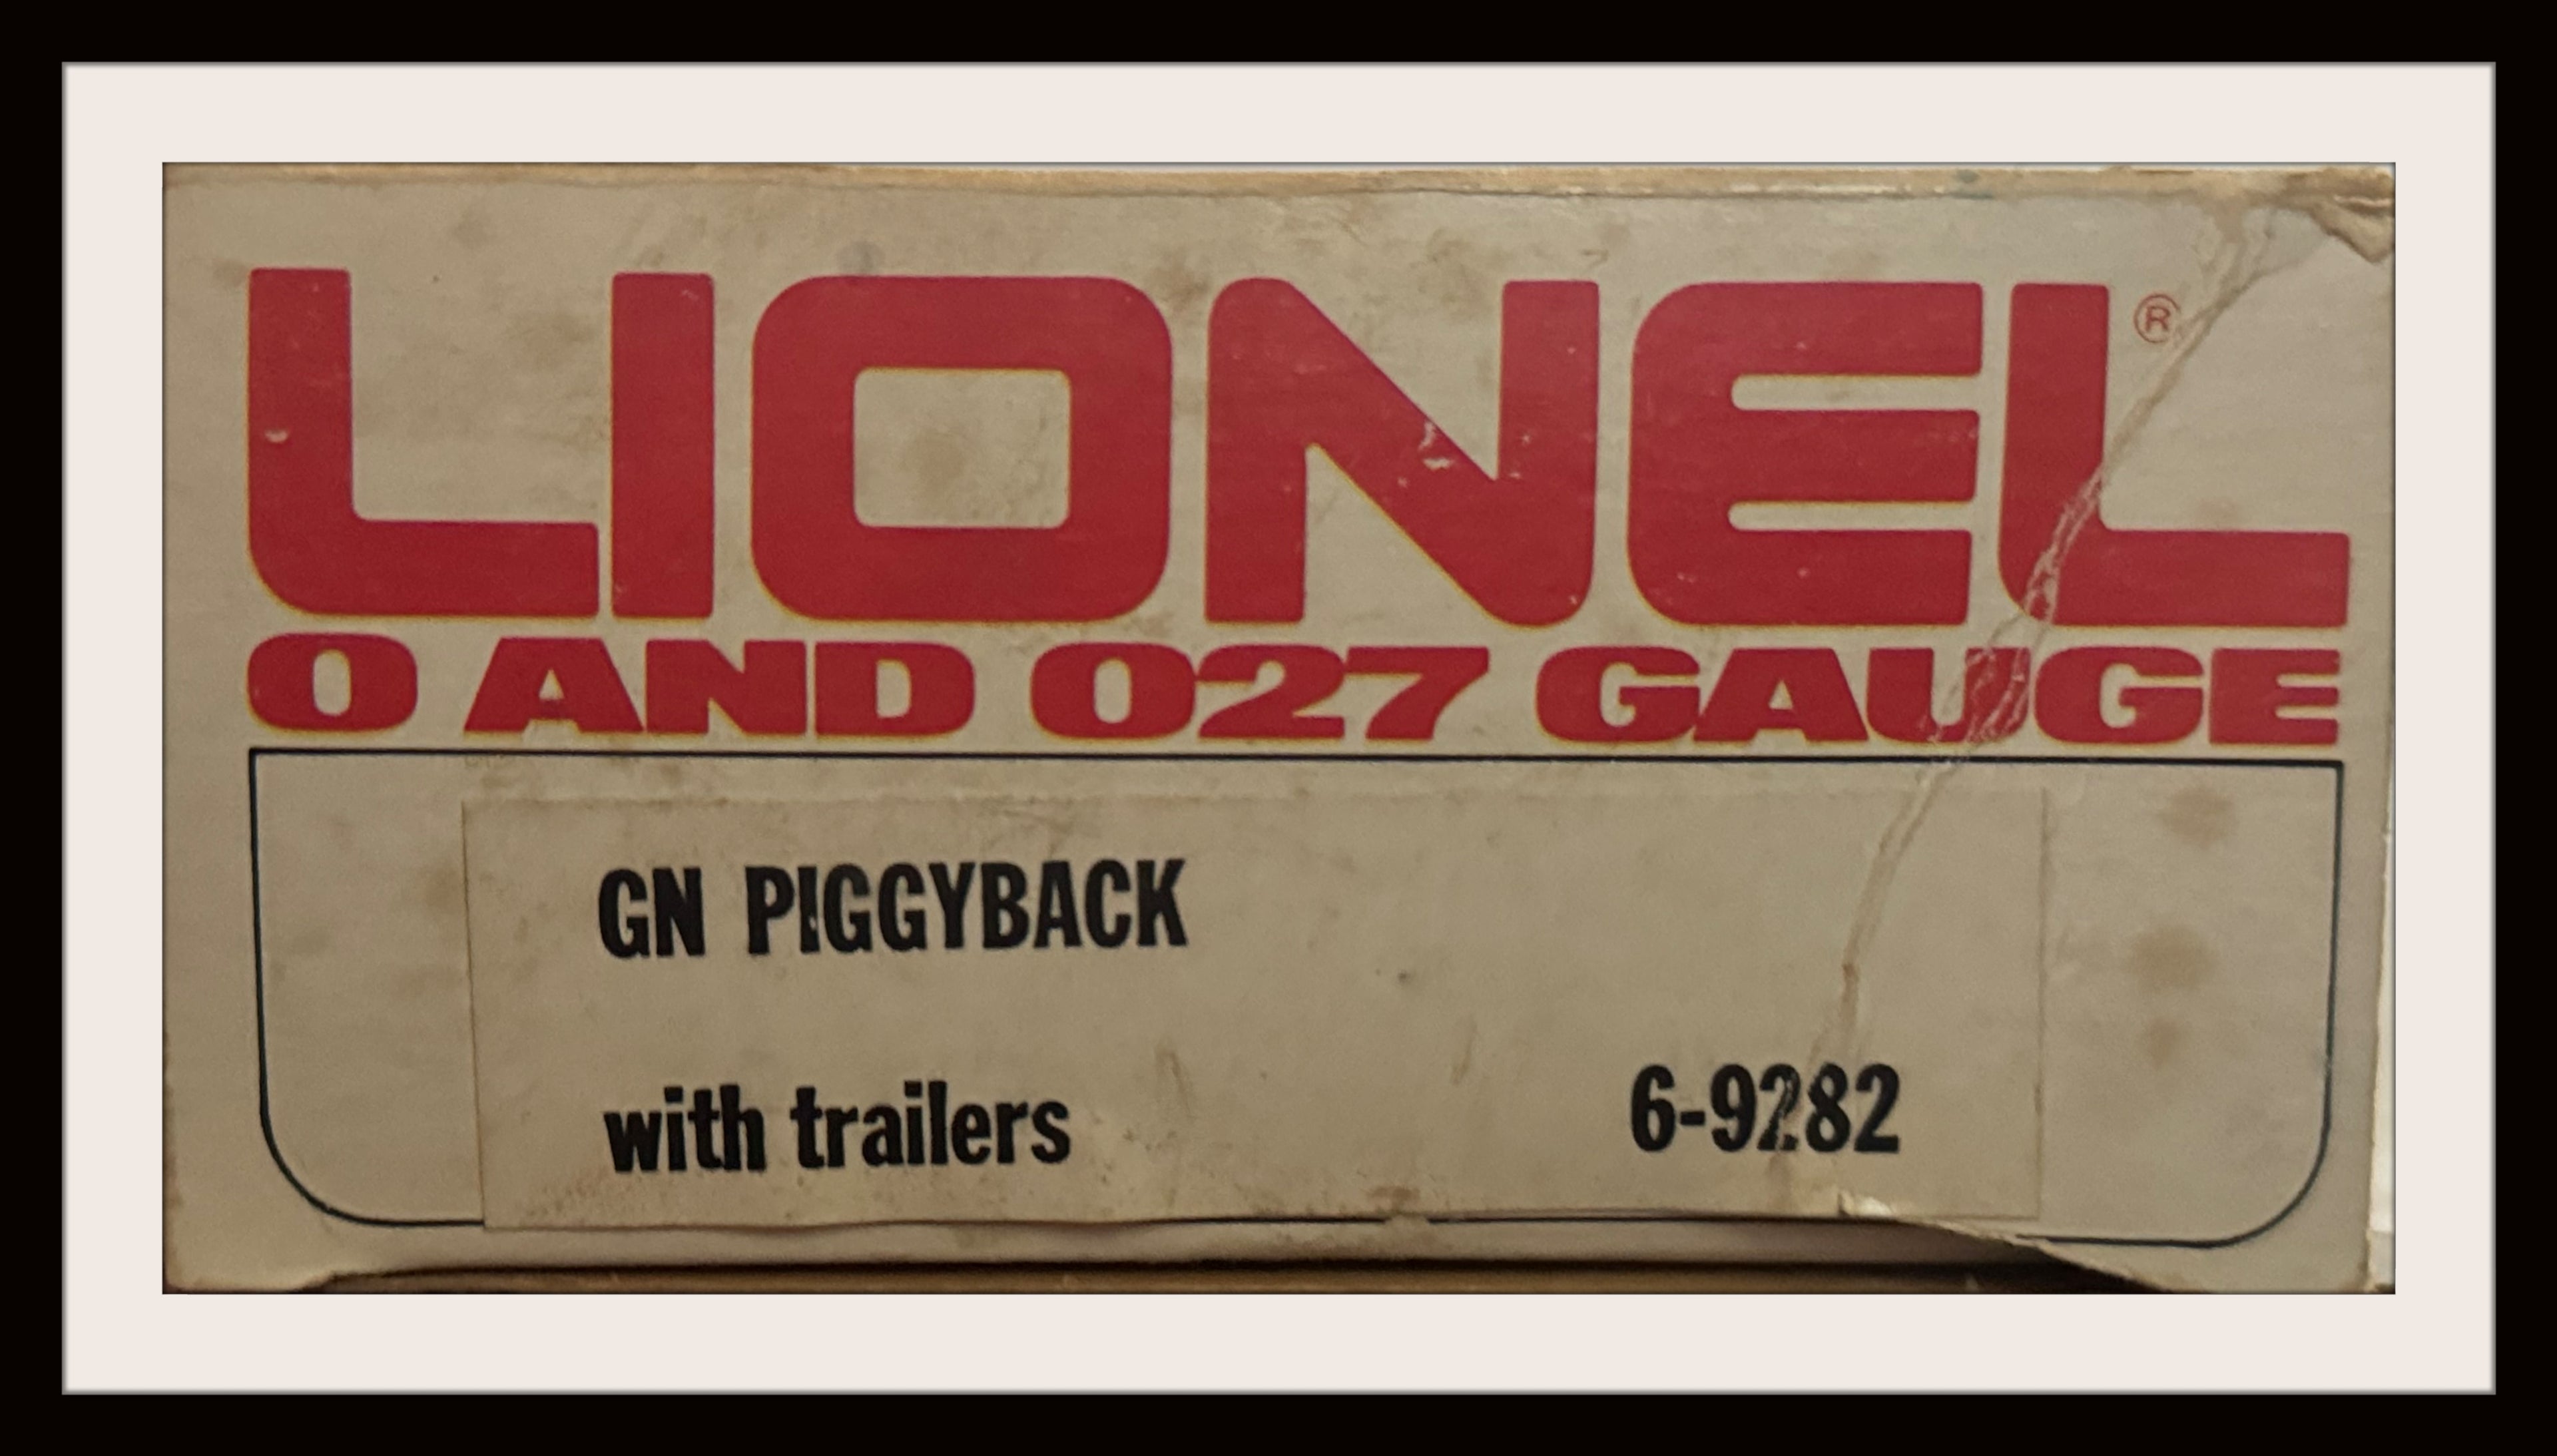 LIONEL®
O AND O27 GAUGE
GN PIGGYBACK
with trailers 6-9282